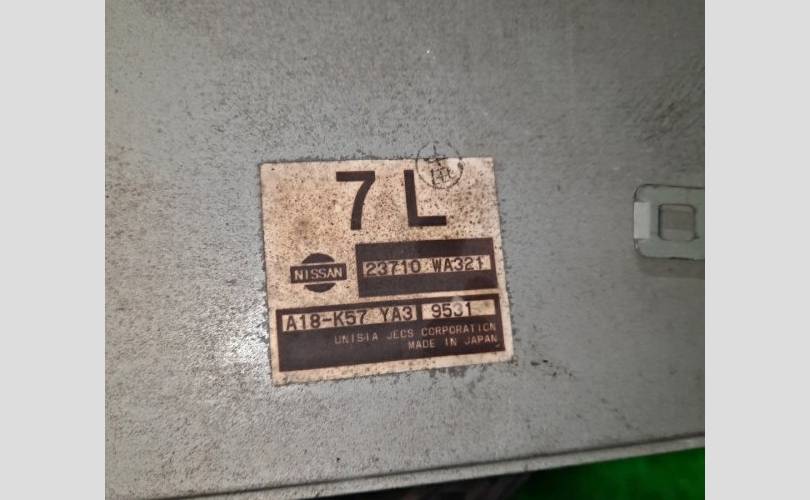 7L
NISSAN
23710 WA321
A18-K57 YA3 9531
UNISIA JECS CORPORATION
MADE IN JAPAN